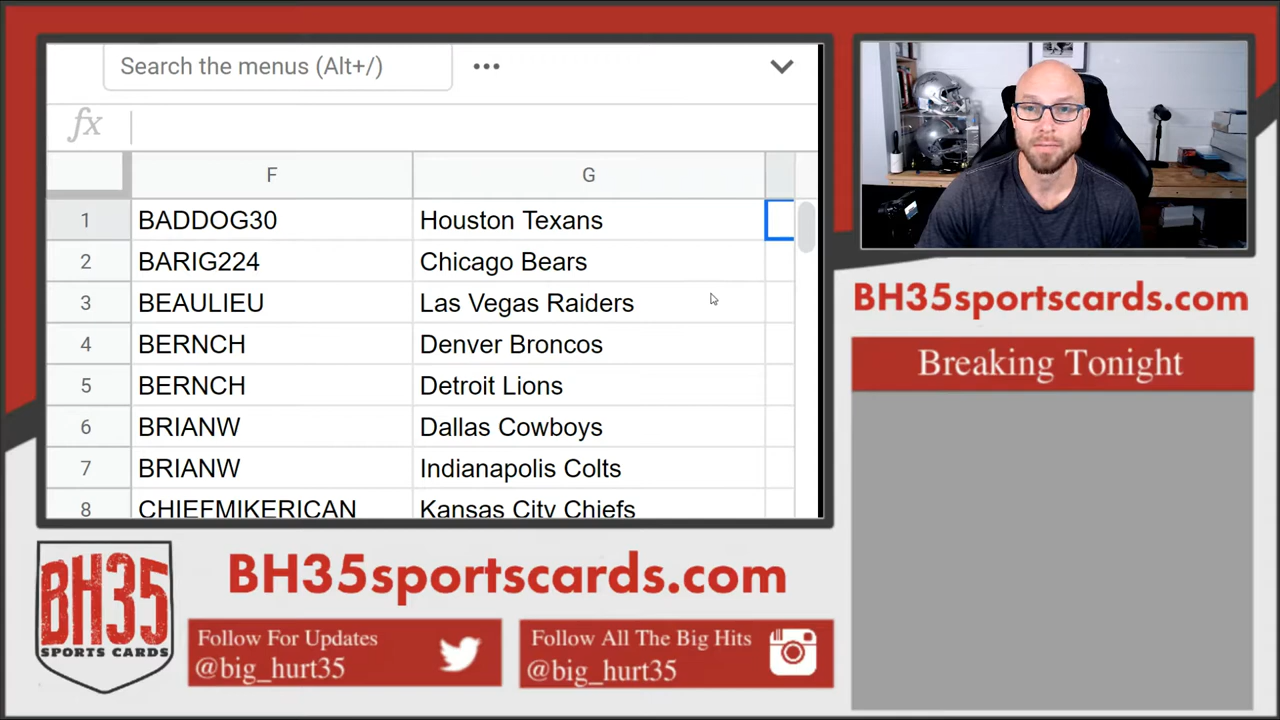 Search the menus (Alt+/)
fx
F G
1 BADDOG30 Houston Texans
2 BARIG224 Chicago Bears
3 BEAULIEU Las Vegas Raiders
4 BERNCH Denver Broncos
5 BERNCH Detroit Lions
6 BRIANW Dallas Cowboys
7 BRIANW Indianapolis Colts
8 CHIEFMIKERICAN Kansas City Chiefs
BH35sportscards.com
Breaking Tonight
BH35
SPORTS CARDS
BH35sportscards.com
Follow For Updates
@big_hurt35
Follow All The Big Hits
@big_hurt35